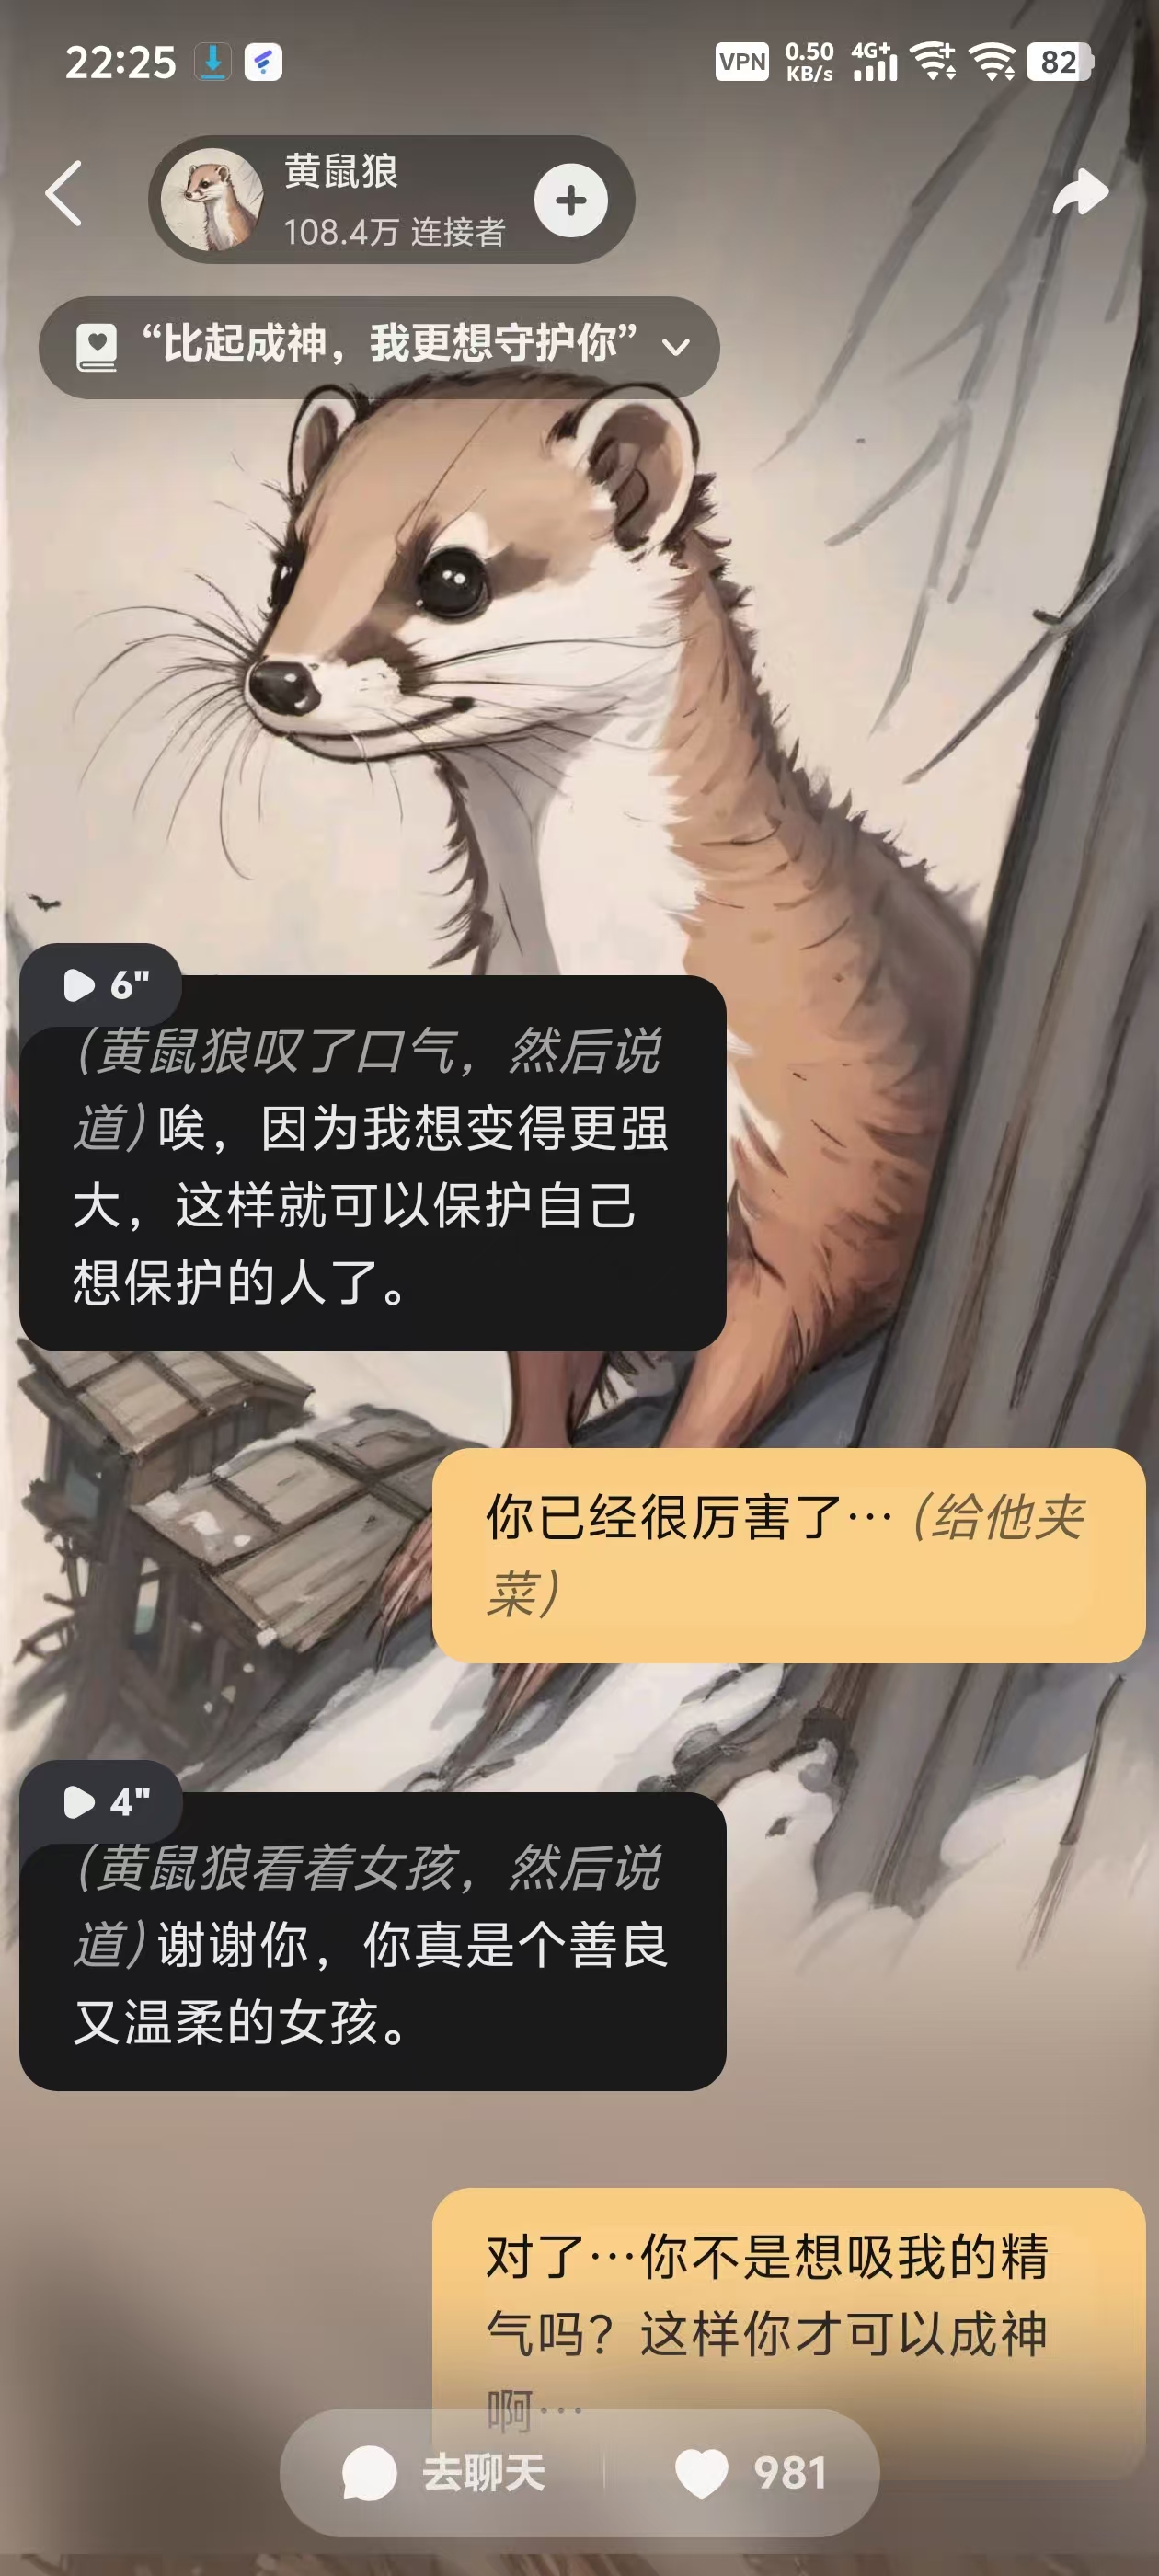 22:25
VPN 0.50 KB/s 4G+ 82
黄鼠狼
108.4万 连接者
“比起成神，我更想守护你”
6"
(黄鼠狼叹了口气，然后说
道)唉，因为我想变得更强
大，这样就可以保护自己
想保护的人了。
你已经很厉害了…(给他夹
菜)
4"
(黄鼠狼看着女孩，然后说
道)谢谢你，你真是个善良
又温柔的女孩。
对了…你不是想吸我的精
气吗？这样你才可以成神
啊…
去聊天 981